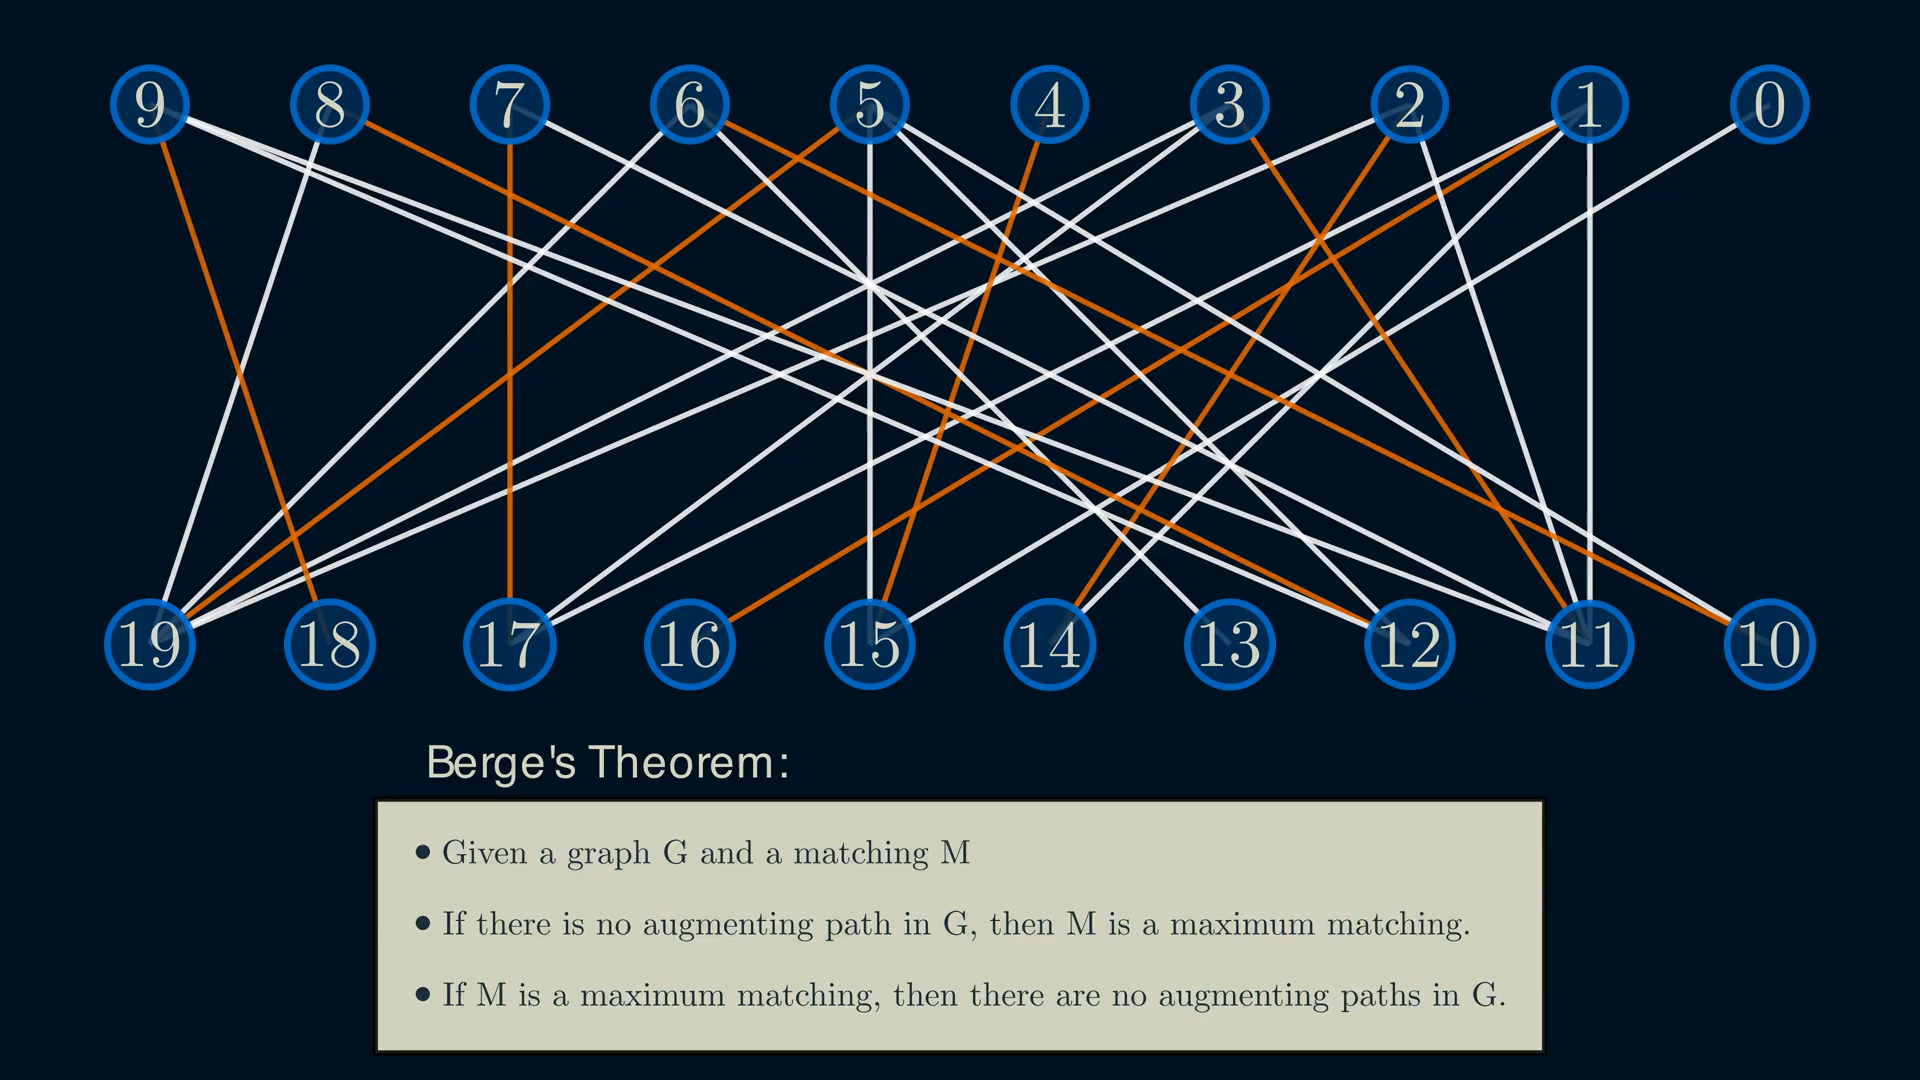 9 8 7 6 5 4 3 2 1 0
19 18 17 16 15 14 13 12 11 10
Berge's Theorem:
• Given a graph G and a matching M
• If there is no augmenting path in G, then M is a maximum matching.
• If M is a maximum matching, then there are no augmenting paths in G.